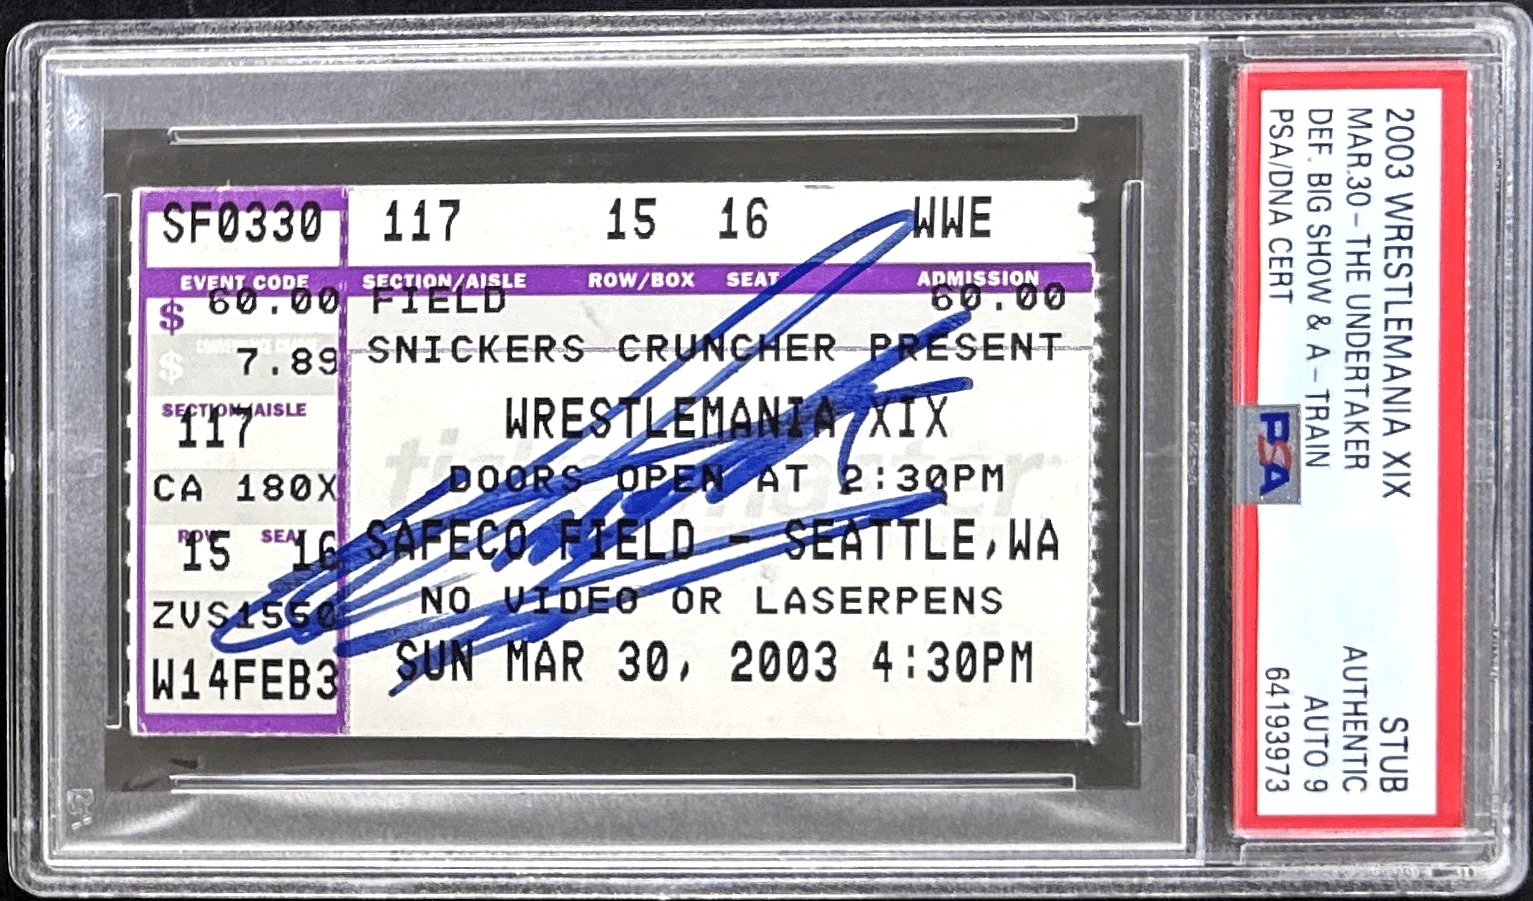 SF0330 117 15 16 WWE
EVENT CODE SECTION/AISLE ROW/BOX SEAT ADMISSION
$ 60.00 FIELD 60.00
CONVENIENCE CHARGE
$ 7.89 SNICKERS CRUNCHER PRESENT
SECTION/AISLE
117 WRESTLEMANIA XIX
ticketmaster
CA 180X DOORS OPEN AT 2:30PM
ROW SEAT
15 16 SAFECO FIELD - SEATTLE,WA
ZVS1550 NO VIDEO OR LASERPENS
W14FEB3 SUN MAR 30, 2003 4:30PM
2003 WRESTLEMANIA XIX STUB
MAR.30 - THE UNDERTAKER AUTHENTIC
DEF. BIG SHOW & A - TRAIN AUTO 9
PSA/DNA CERT 64193973
PSA